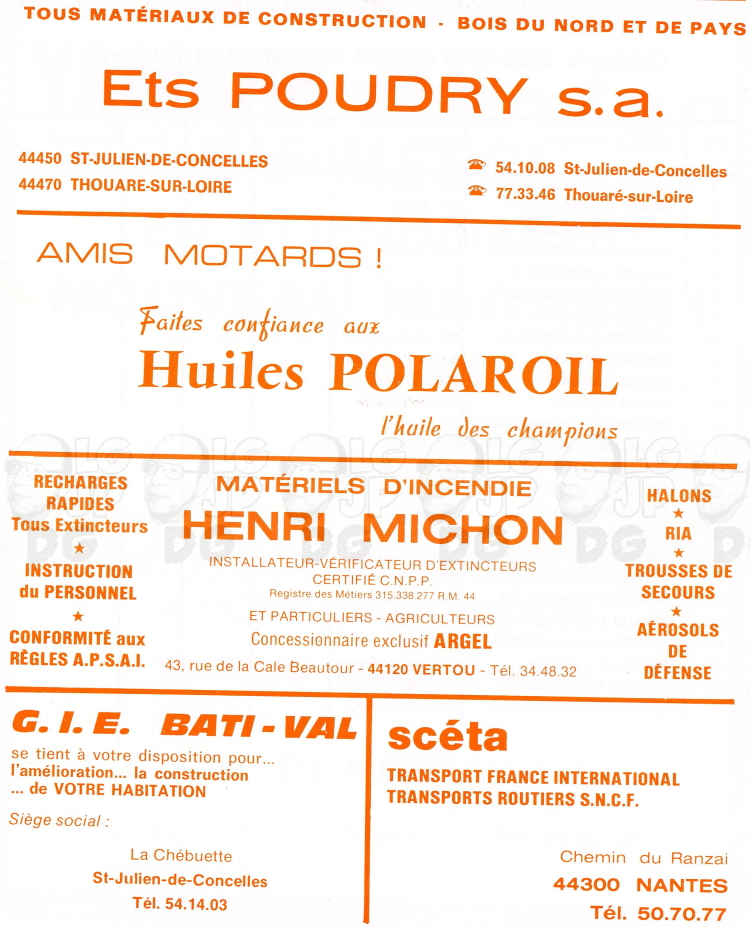 TOUS MATÉRIAUX DE CONSTRUCTION - BOIS DU NORD ET DE PAYS
Ets POUDRY s.a.
44450 ST-JULIEN-DE-CONCELLES
44470 THOUARE-SUR-LOIRE
☎ 54.10.08 St-Julien-de-Concelles
☎ 77.33.46 Thouaré-sur-Loire
AMIS MOTARDS !
Faites confiance aux
Huiles POLAROIL
l'huile des champions
RECHARGES
RAPIDES
Tous Extincteurs
★
INSTRUCTION
du PERSONNEL
★
CONFORMITÉ aux
RÈGLES A.P.S.A.I.
MATÉRIELS D'INCENDIE
HENRI MICHON
INSTALLATEUR-VÉRIFICATEUR D'EXTINCTEURS
CERTIFIÉ C.N.P.P.
Registre des Métiers 315.338.277 R.M. 44
ET PARTICULIERS - AGRICULTEURS
Concessionnaire exclusif ARGEL
43, rue de la Cale Beautour - 44120 VERTOU - Tél. 34.48.32
HALONS
★
RIA
★
TROUSSES DE
SECOURS
★
AÉROSOLS
DE
DÉFENSE
G.I.E. BATI-VAL
se tient à votre disposition pour...
l'amélioration... la construction
... de VOTRE HABITATION
Siège social :
La Chébuette
St-Julien-de-Concelles
Tél. 54.14.03
scéta
TRANSPORT FRANCE INTERNATIONAL
TRANSPORTS ROUTIERS S.N.C.F.
Chemin du Ranzai
44300 NANTES
Tél. 50.70.77
LG
JP
DG